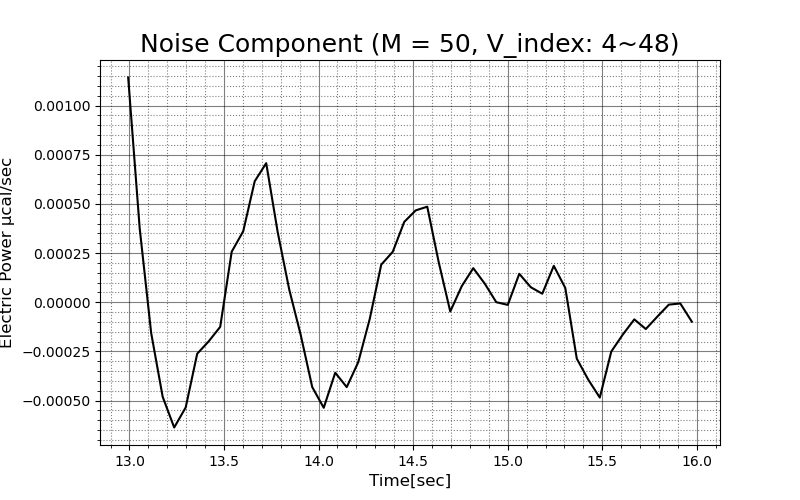 Noise Component (M = 50, V_index: 4~48)
Electric Power μcal/sec
0.00100
0.00075
0.00050
0.00025
0.00000
−0.00025
−0.00050
13.0 13.5 14.0 14.5 15.0 15.5 16.0
Time[sec]